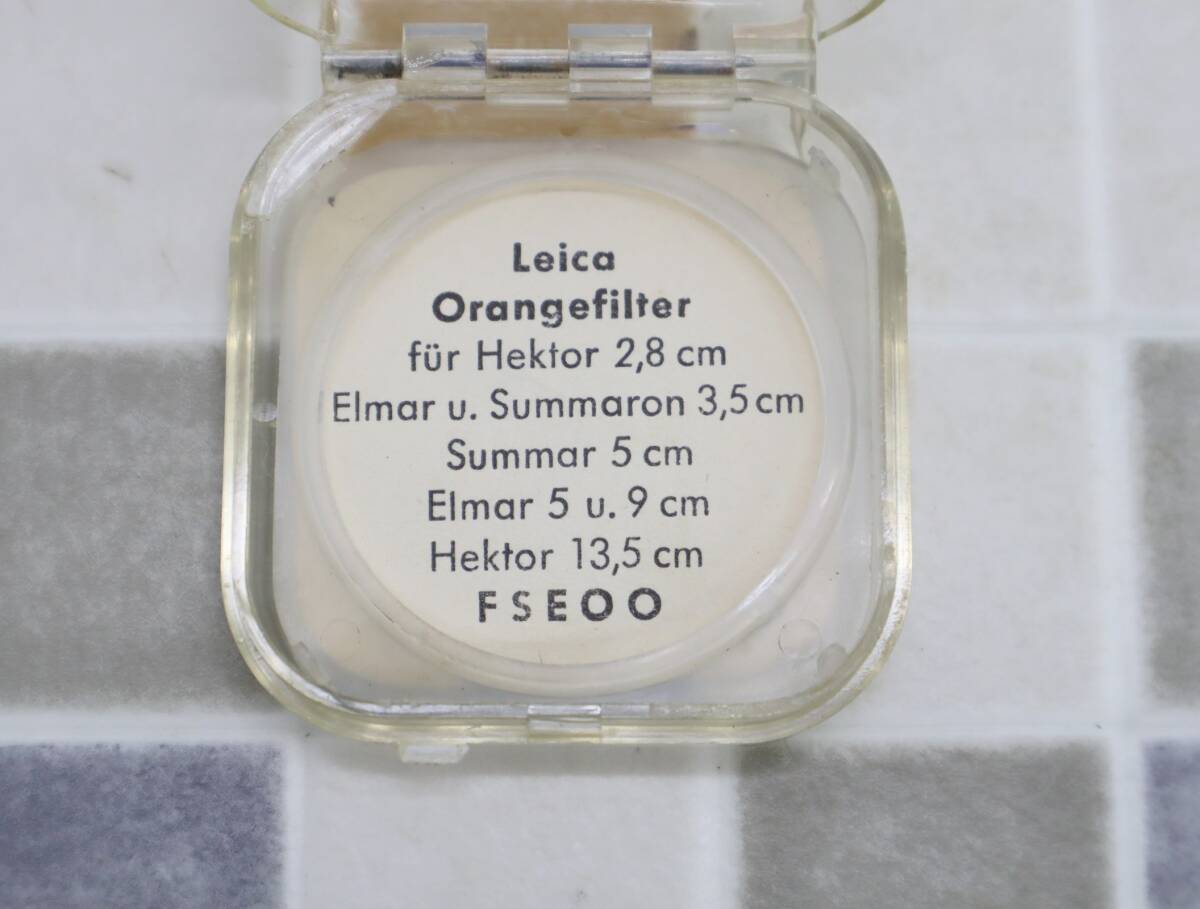 Leica
Orangefilter
für Hektor 2,8 cm
Elmar u. Summaron 3,5 cm
Summar 5 cm
Elmar 5 u. 9 cm
Hektor 13,5 cm
FSEOO